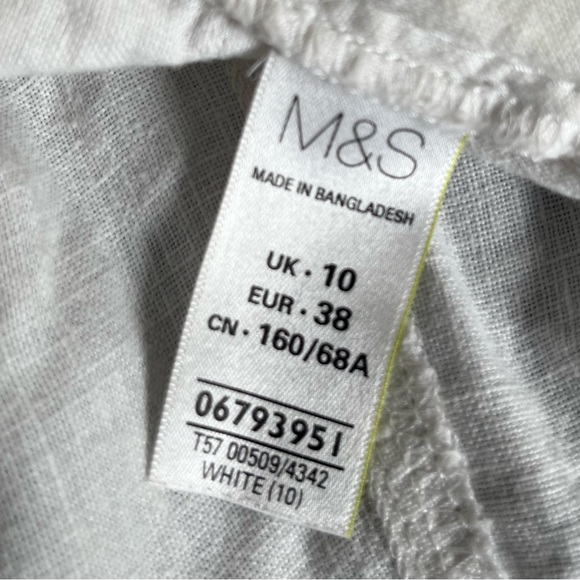 M&S
MADE IN BANGLADESH
UK · 10
EUR · 38
CN · 160/68A
06793951
T57 00509/4342
WHITE (10)